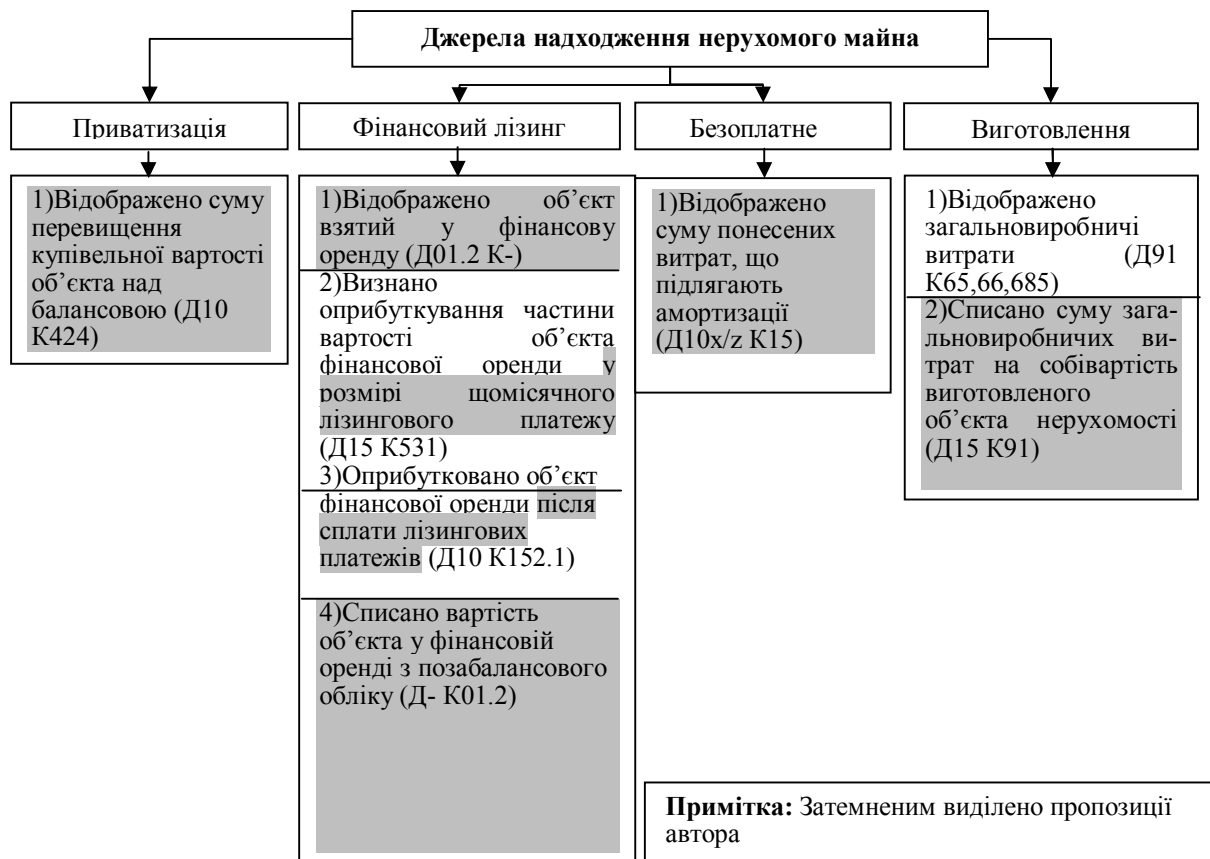 Джерела надходження нерухомого майна
Приватизація
Фінансовий лізинг
Безоплатне
Виготовлення
1)Відображено суму
перевищення
купівельної вартості
об’єкта над
балансовою (Д10
К424)
1)Відображено об’єкт
взятий у фінансову
оренду (Д01.2 К-)
2)Визнано
оприбуткування частини
вартості об’єкта
фінансової оренди у
розмірі щомісячного
лізингового платежу
(Д15 К531)
3)Оприбутковано об’єкт
фінансової оренди після
сплати лізингових
платежів (Д10 К152.1)
4)Списано вартість
об’єкта у фінансовій
оренді з позабалансового
обліку (Д- К01.2)
1)Відображено
суму понесених
витрат, що
підлягають
амортизації
(Д10х/z К15)
1)Відображено
загальновиробничі
витрати (Д91
К65,66,685)
2)Списано суму зага-
льновиробничих ви-
трат на собівартість
виготовленого
об’єкта нерухомості
(Д15 К91)
Примітка: Затемненим виділено пропозиції
автора